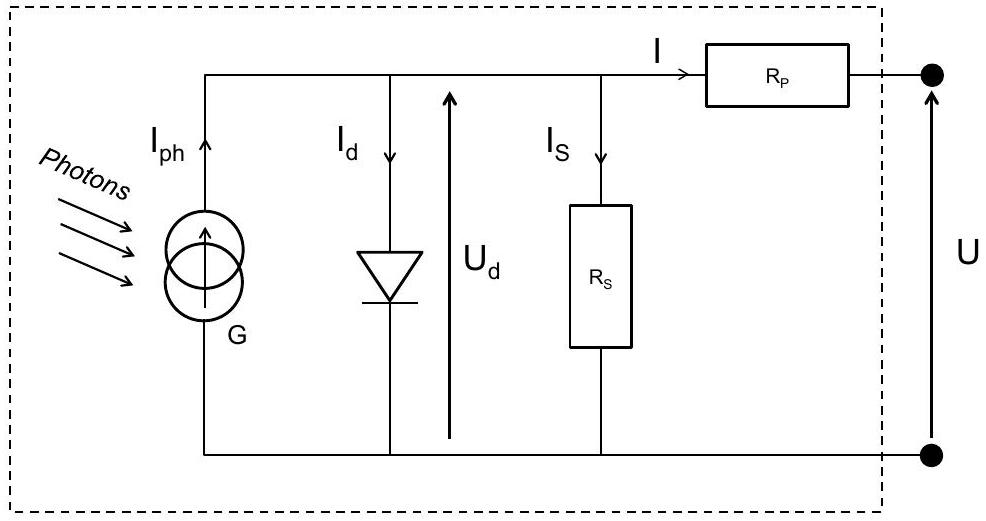 I
R_P
Photons
I_ph
I_d
I_S
U_d
R_S
U
G